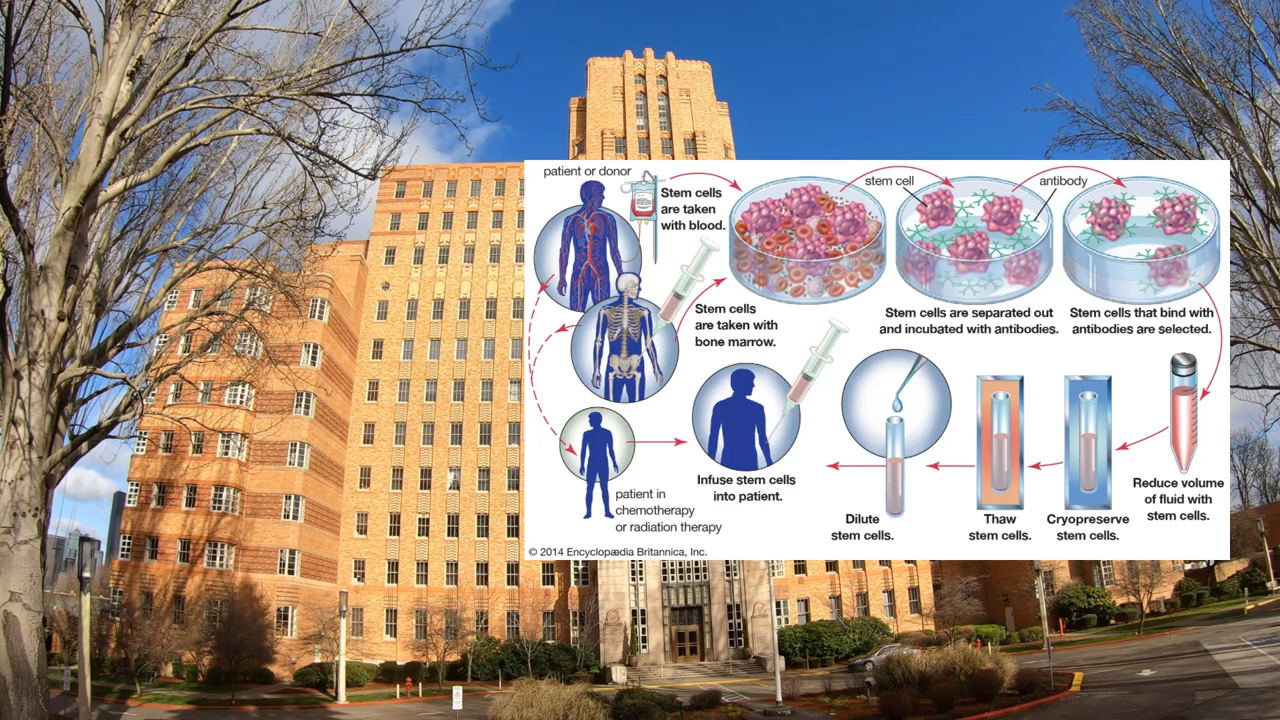 patient or donor
Stem cells
are taken
with blood.
stem cell
antibody
Stem cells
are taken with
bone marrow.
Stem cells are separated out
and incubated with antibodies.
Stem cells that bind with
antibodies are selected.
Reduce volume
of fluid with
stem cells.
Cryopreserve
stem cells.
Thaw
stem cells.
Dilute
stem cells.
Infuse stem cells
into patient.
patient in
chemotherapy
or radiation therapy
© 2014 Encyclopædia Britannica, Inc.